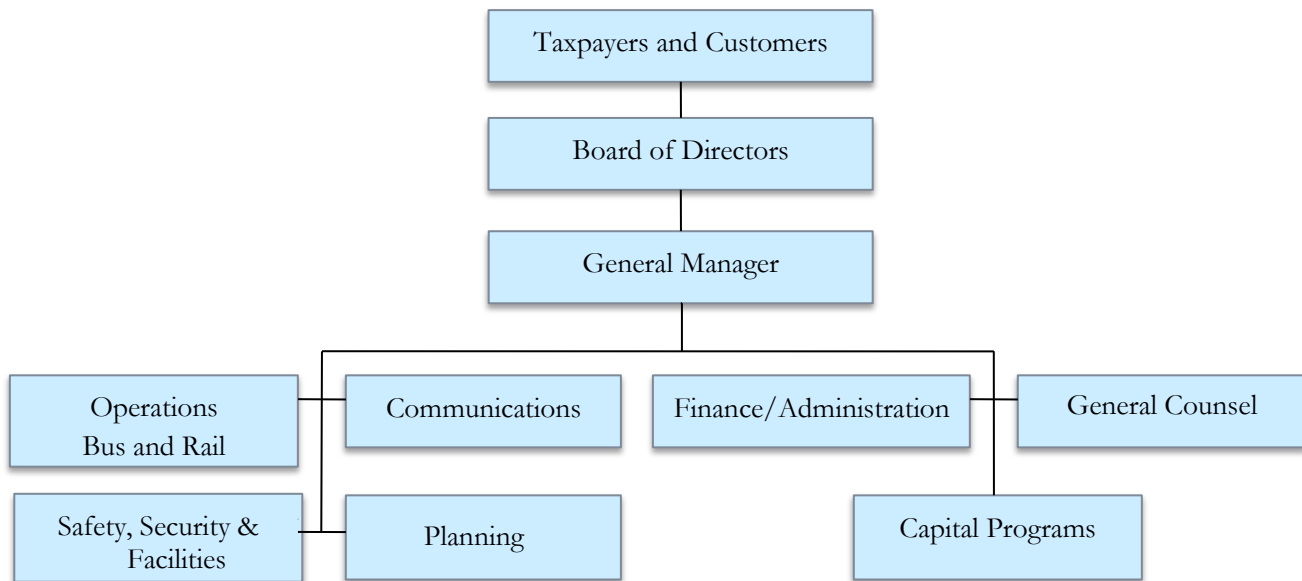 Taxpayers and Customers
Board of Directors
General Manager
Operations
Bus and Rail
Communications
Finance/Administration
General Counsel
Safety, Security &
Facilities
Planning
Capital Programs